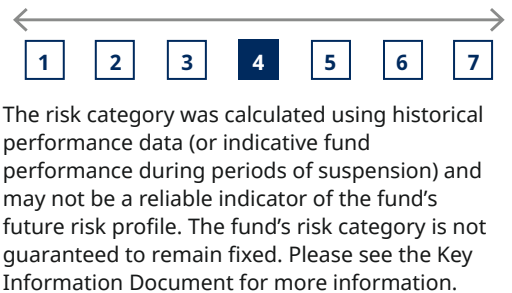 1 2 3 4 5 6 7
The risk category was calculated using historical
performance data (or indicative fund
performance during periods of suspension) and
may not be a reliable indicator of the fund’s
future risk profile. The fund’s risk category is not
guaranteed to remain fixed. Please see the Key
Information Document for more information.